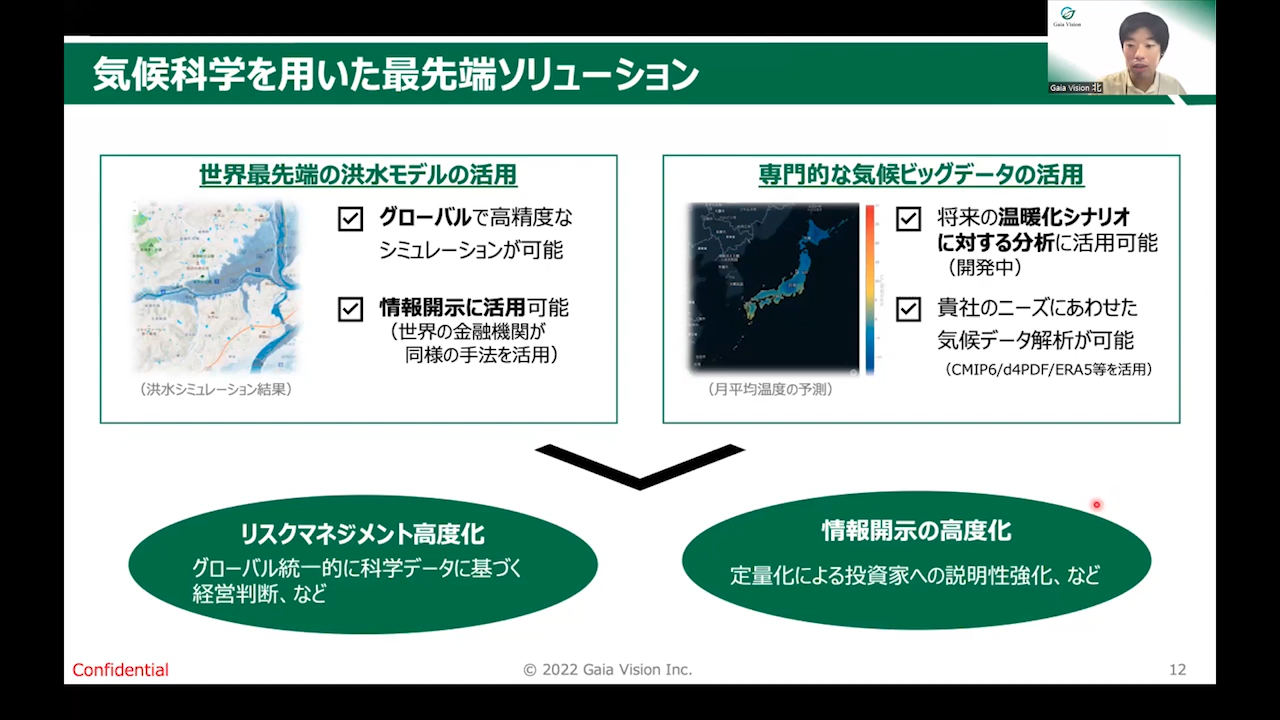 気候科学を用いた最先端ソリューション
Gaia Vision
Gaia Vision 北
世界最先端の洪水モデルの活用
グローバルで高精度な
シミュレーションが可能
情報開示に活用可能
（世界の金融機関が
同様の手法を活用）
（洪水シミュレーション結果）
専門的な気候ビッグデータの活用
将来の温暖化シナリオ
に対する分析に活用可能
（開発中）
貴社のニーズにあわせた
気候データ解析が可能
（CMIP6/d4PDF/ERA5等を活用）
（月平均温度の予測）
リスクマネジメント高度化
グローバル統一的に科学データに基づく
経営判断、など
情報開示の高度化
定量化による投資家への説明性強化、など
Confidential
© 2022 Gaia Vision Inc.
12